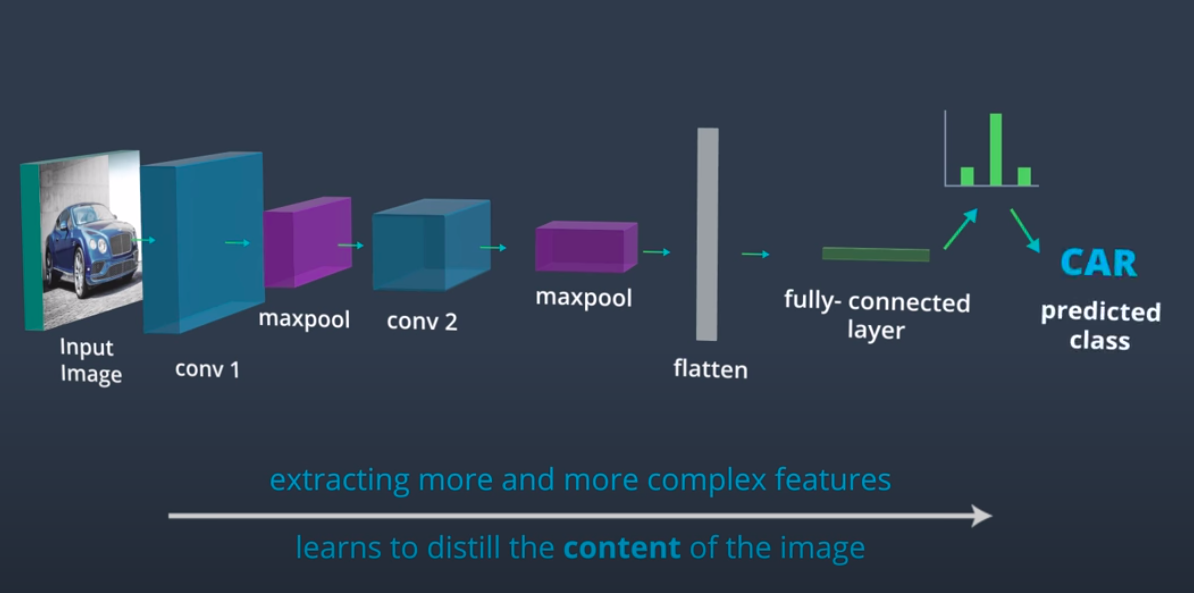 Input
Image
conv 1
maxpool
conv 2
maxpool
flatten
fully- connected
layer
CAR
predicted
class
extracting more and more complex features
learns to distill the content of the image